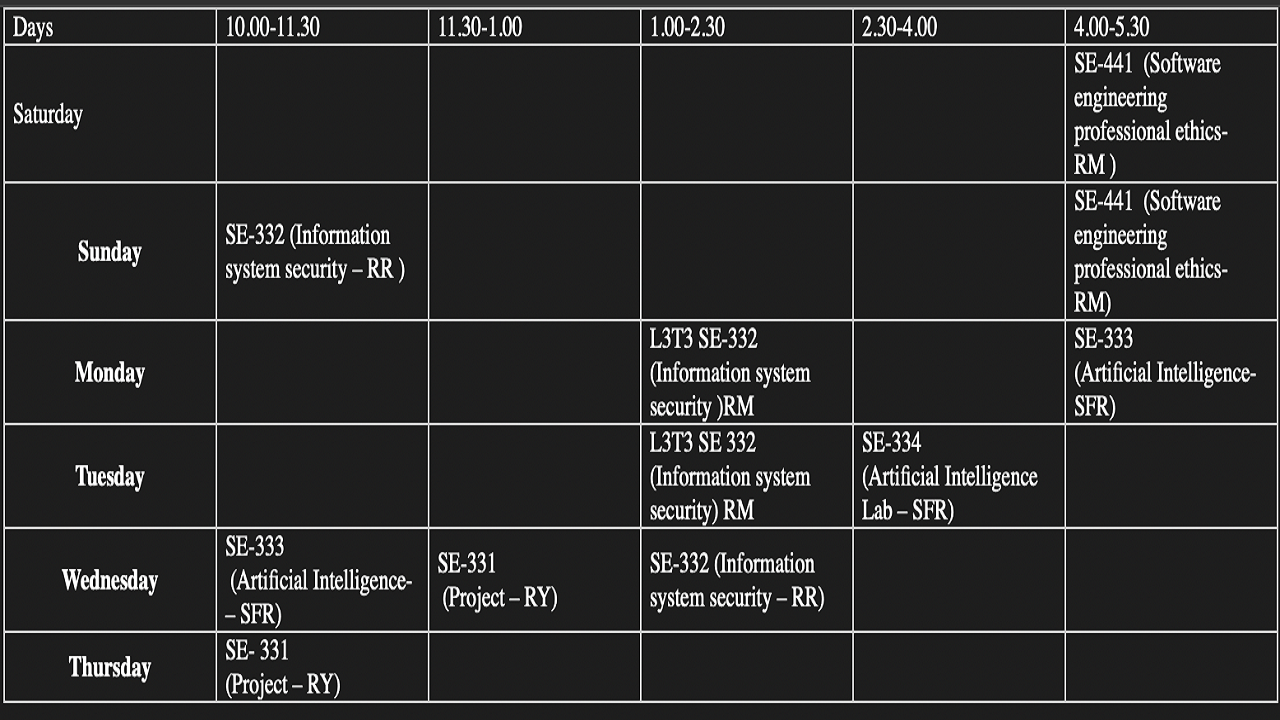 Days 10.00-11.30 11.30-1.00 1.00-2.30 2.30-4.00 4.00-5.30
Saturday
SE-441 (Software
engineering
professional ethics-
RM )
Sunday
SE-332 (Information
system security – RR )
SE-441 (Software
engineering
professional ethics-
RM)
Monday
L3T3 SE-332
(Information system
security )RM
SE-333
(Artificial Intelligence-
SFR)
Tuesday
L3T3 SE 332
(Information system
security) RM
SE-334
(Artificial Intelligence
Lab – SFR)
Wednesday
SE-333
(Artificial Intelligence-
– SFR)
SE-331
(Project – RY)
SE-332 (Information
system security – RR)
Thursday
SE- 331
(Project – RY)